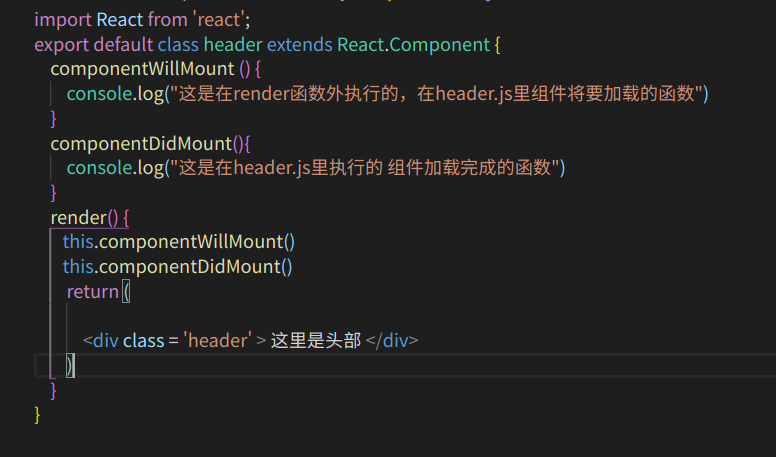 import React from 'react';
export default class header extends React.Component {
componentWillMount () {
console.log("这是在render函数外执行的，在header.js里组件将要加载的函数")
}
componentDidMount(){
console.log("这是在header.js里执行的 组件加载完成的函数")
}
render() {
this.componentWillMount()
this.componentDidMount()
return (
<div class = 'header' > 这里是头部 </div>
)
}
}